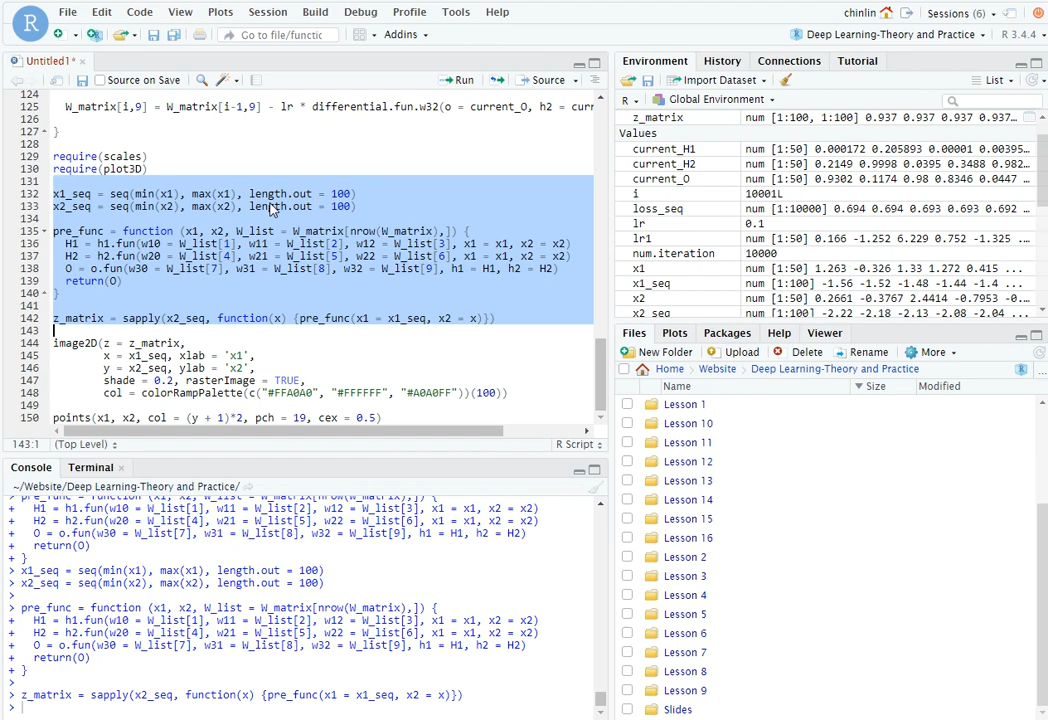 File Edit Code View Plots Session Build Debug Profile Tools Help
chinlin Sessions (6)
R
Go to file/functic Addins
Deep Learning-Theory and Practice R 3.4.4
Untitled1*
Source on Save Run Source
124
125 W_matrix[i,9] = W_matrix[i-1,9] - lr * differential.fun.w32(o = current_O, h2 = curr
126
127 }
128
129 require(scales)
130 require(plot3D)
131
132 x1_seq = seq(min(x1), max(x1), length.out = 100)
133 x2_seq = seq(min(x2), max(x2), length.out = 100)
134
135 pre_func = function (x1, x2, W_list = W_matrix[nrow(W_matrix),]) {
136 H1 = h1.fun(w10 = W_list[1], w11 = W_list[2], w12 = W_list[3], x1 = x1, x2 = x2)
137 H2 = h2.fun(w20 = W_list[4], w21 = W_list[5], w22 = W_list[6], x1 = x1, x2 = x2)
138 O = o.fun(w30 = W_list[7], w31 = W_list[8], w32 = W_list[9], h1 = H1, h2 = H2)
139 return(O)
140 }
141
142 z_matrix = sapply(x2_seq, function(x) {pre_func(x1 = x1_seq, x2 = x)})
143
144 image2D(z = z_matrix,
145 x = x1_seq, xlab = 'x1',
146 y = x2_seq, ylab = 'x2',
147 shade = 0.2, rasterImage = TRUE,
148 col = colorRampPalette(c("#FFA0A0", "#FFFFFF", "#A0A0FF"))(100))
149
150 points(x1, x2, col = (y + 1)*2, pch = 19, cex = 0.5)
143:1 (Top Level) R Script
Console Terminal
~/Website/Deep Learning-Theory and Practice/
> pre_func = function (x1, x2, W_list = W_matrix[nrow(W_matrix),]) {
+ H1 = h1.fun(w10 = W_list[1], w11 = W_list[2], w12 = W_list[3], x1 = x1, x2 = x2)
+ H2 = h2.fun(w20 = W_list[4], w21 = W_list[5], w22 = W_list[6], x1 = x1, x2 = x2)
+ O = o.fun(w30 = W_list[7], w31 = W_list[8], w32 = W_list[9], h1 = H1, h2 = H2)
+ return(O)
+ }
> x1_seq = seq(min(x1), max(x1), length.out = 100)
> x2_seq = seq(min(x2), max(x2), length.out = 100)
>
> pre_func = function (x1, x2, W_list = W_matrix[nrow(W_matrix),]) {
+ H1 = h1.fun(w10 = W_list[1], w11 = W_list[2], w12 = W_list[3], x1 = x1, x2 = x2)
+ H2 = h2.fun(w20 = W_list[4], w21 = W_list[5], w22 = W_list[6], x1 = x1, x2 = x2)
+ O = o.fun(w30 = W_list[7], w31 = W_list[8], w32 = W_list[9], h1 = H1, h2 = H2)
+ return(O)
+ }
>
> z_matrix = sapply(x2_seq, function(x) {pre_func(x1 = x1_seq, x2 = x)})
>
Environment History Connections Tutorial
Import Dataset List
R Global Environment
z_matrix num [1:100, 1:100] 0.937 0.937 0.937 0.937…
Values
current_H1 num [1:50] 0.000172 0.205893 0.00001 0.00395…
current_H2 num [1:50] 0.2149 0.9998 0.0395 0.3488 0.982…
current_O num [1:50] 0.9302 0.1174 0.98 0.8346 0.0447 …
i 10001L
loss_seq num [1:10000] 0.694 0.694 0.693 0.693 0.692 …
lr 0.1
lr1 num [1:50] 0.166 -1.252 6.229 0.752 -1.325 ...
num.iteration 10000
x1 num [1:50] 1.263 -0.326 1.33 1.272 0.415 ...
x1_seq num [1:100] -1.56 -1.52 -1.48 -1.44 -1.4 ...
x2 num [1:50] 0.2661 -0.3767 2.4414 -0.7953 -0…
x2_seq num [1:100] -2.22 -2.18 -2.13 -2.08 -2.04 ...
Files Plots Packages Help Viewer
New Folder Upload Delete Rename More
Home Website Deep Learning-Theory and Practice
Name Size Modified
Lesson 1
Lesson 10
Lesson 11
Lesson 12
Lesson 13
Lesson 14
Lesson 15
Lesson 16
Lesson 2
Lesson 3
Lesson 4
Lesson 5
Lesson 6
Lesson 7
Lesson 8
Lesson 9
Slides